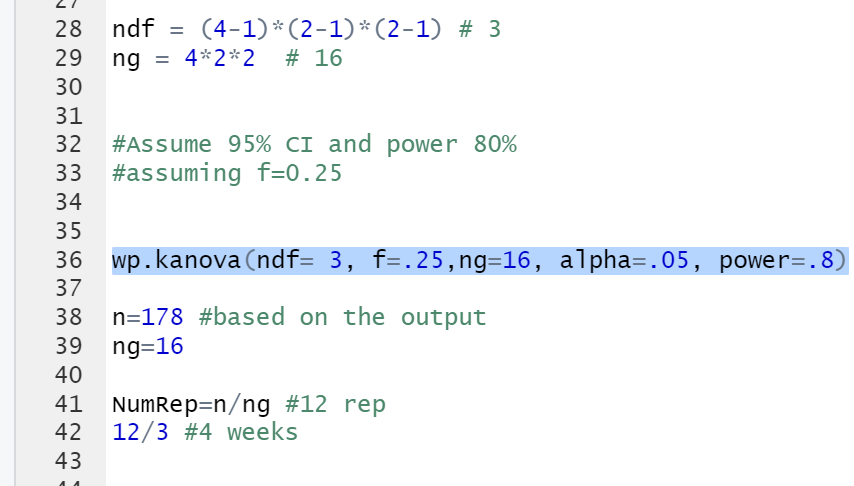 27
28 ndf = (4-1)*(2-1)*(2-1) # 3
29 ng = 4*2*2  # 16
30
31
32 #Assume 95% CI and power 80%
33 #assuming f=0.25
34
35
36 wp.kanova(ndf= 3, f=.25,ng=16, alpha=.05, power=.8)
37
38 n=178 #based on the output
39 ng=16
40
41 NumRep=n/ng #12 rep
42 12/3 #4 weeks
43
44